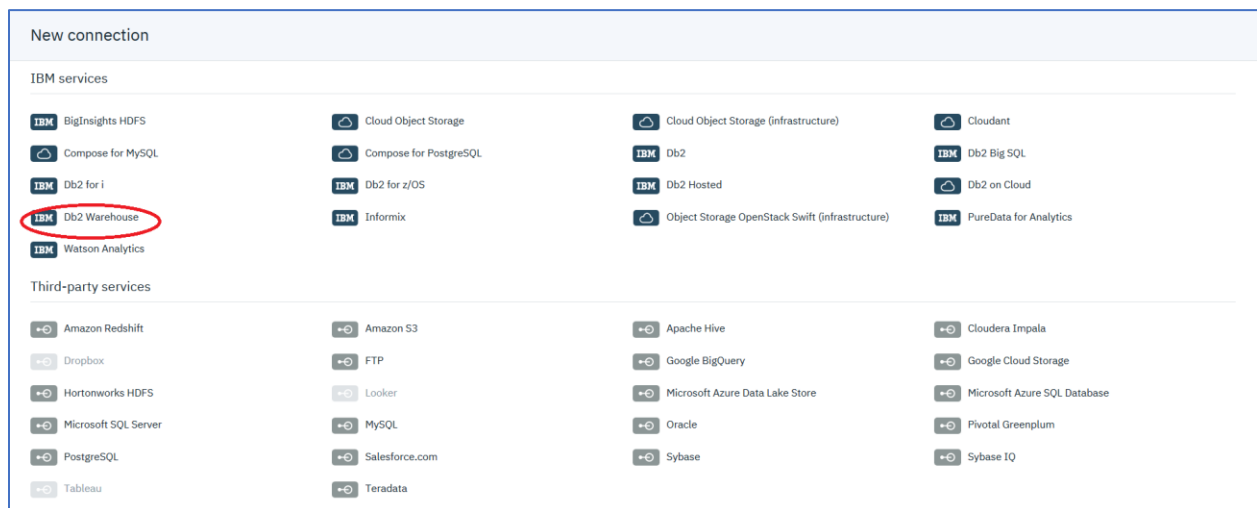 New connection
IBM services
IBM BigInsights HDFS Cloud Object Storage Cloud Object Storage (infrastructure) Cloudant
Compose for MySQL Compose for PostgreSQL IBM Db2 IBM Db2 Big SQL
IBM Db2 for i IBM Db2 for z/OS IBM Db2 Hosted Db2 on Cloud
IBM Db2 Warehouse IBM Informix Object Storage OpenStack Swift (infrastructure) IBM PureData for Analytics
IBM Watson Analytics
Third-party services
Amazon Redshift Amazon S3 Apache Hive Cloudera Impala
Dropbox FTP Google BigQuery Google Cloud Storage
Hortonworks HDFS Looker Microsoft Azure Data Lake Store Microsoft Azure SQL Database
Microsoft SQL Server MySQL Oracle Pivotal Greenplum
PostgreSQL Salesforce.com Sybase Sybase IQ
Tableau Teradata